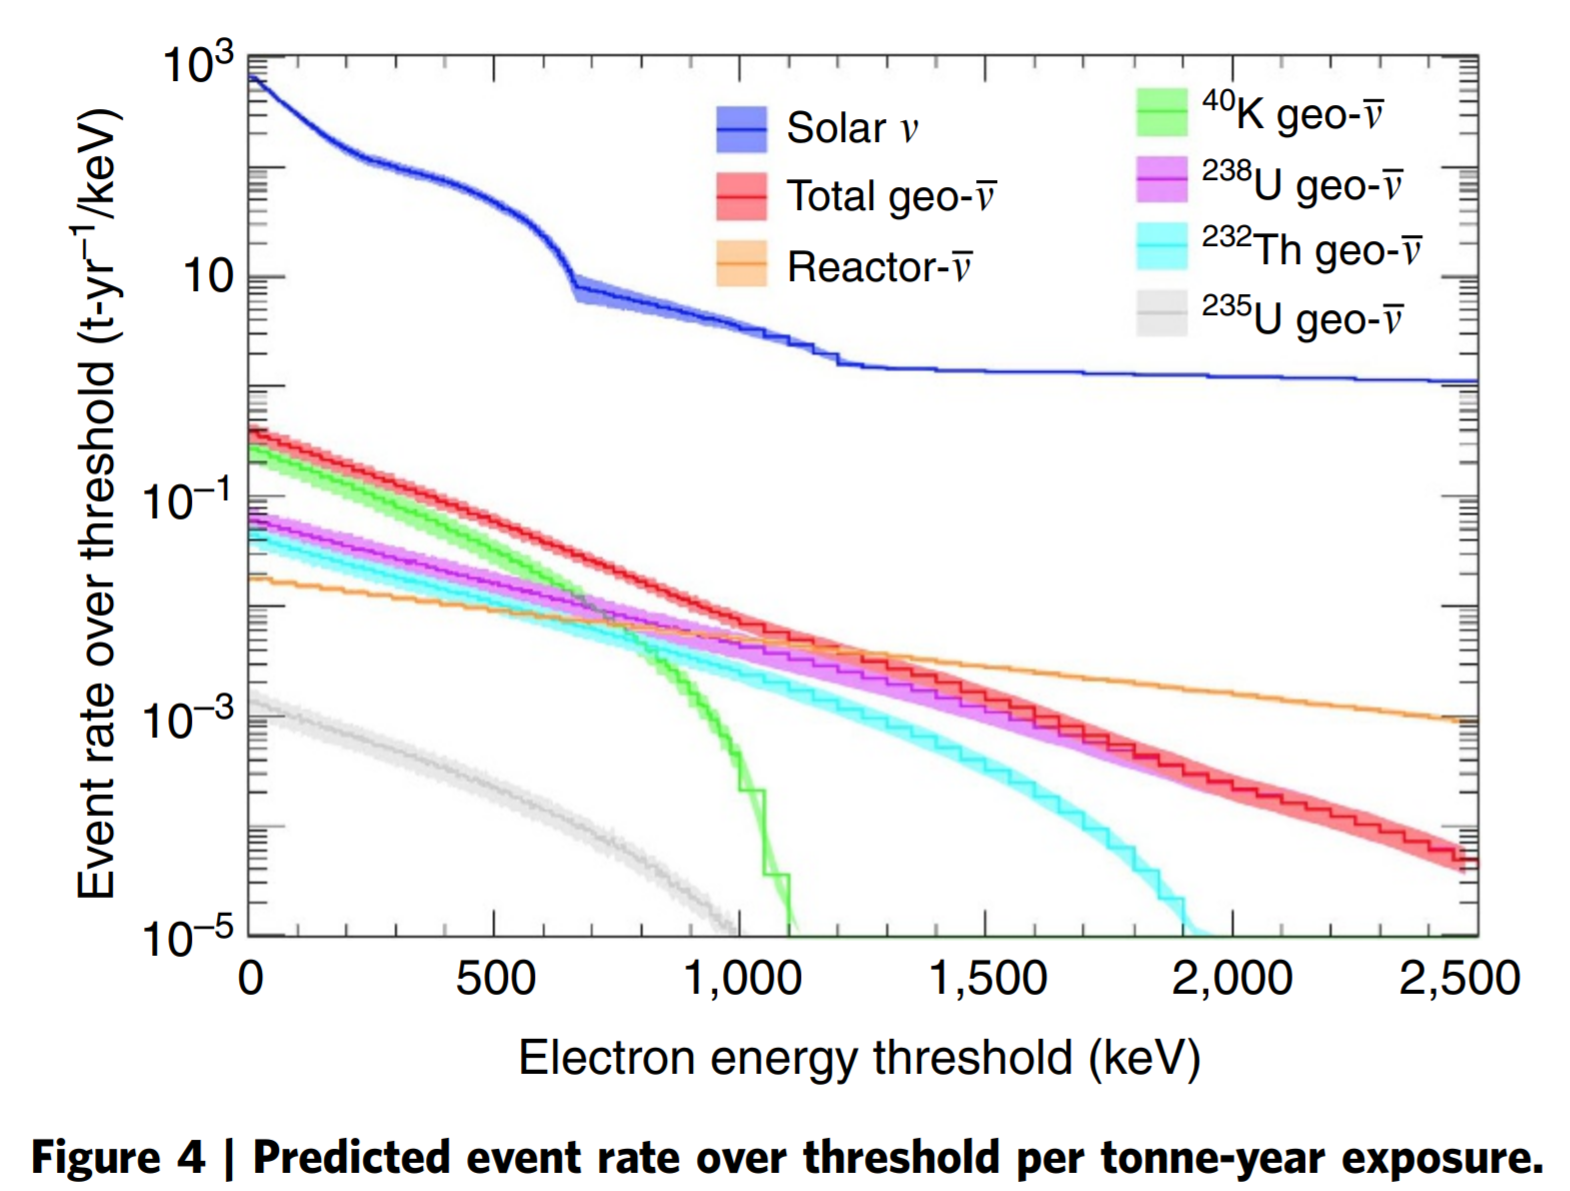 Event rate over threshold (t-yr⁻¹/keV)
10³
10
10⁻¹
10⁻³
10⁻⁵
Solar ν
Total geo-ν̅
Reactor-ν̅
⁴⁰K geo-ν̅
²³⁸U geo-ν̅
²³²Th geo-ν̅
²³⁵U geo-ν̅
0 500 1,000 1,500 2,000 2,500
Electron energy threshold (keV)
Figure 4 | Predicted event rate over threshold per tonne-year exposure.